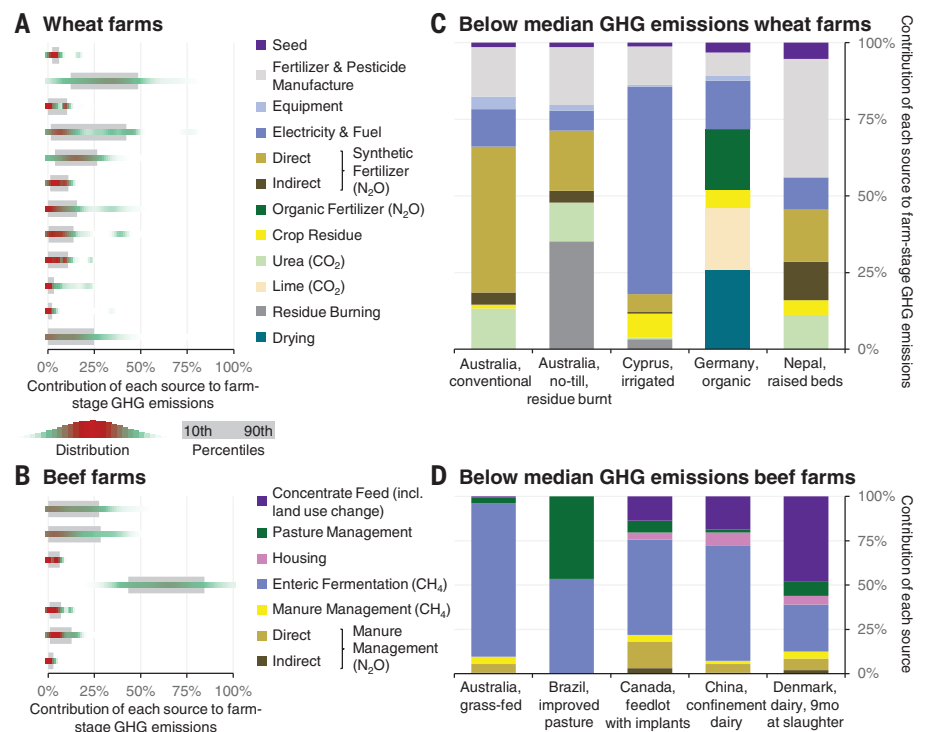 A Wheat farms
Seed
Fertilizer & Pesticide
Manufacture
Equipment
Electricity & Fuel
Direct
Indirect
Synthetic
Fertilizer
(N₂O)
Organic Fertilizer (N₂O)
Crop Residue
Urea (CO₂)
Lime (CO₂)
Residue Burning
Drying
0% 25% 50% 75% 100%
Contribution of each source to farm-
stage GHG emissions
Distribution
10th 90th
Percentiles
C Below median GHG emissions wheat farms
100%
75%
50%
25%
0%
Contribution of each source to farm-stage GHG emissions
Australia,
conventional
Australia,
no-till,
residue burnt
Cyprus,
irrigated
Germany,
organic
Nepal,
raised beds
B Beef farms
Concentrate Feed (incl.
land use change)
Pasture Management
Housing
Enteric Fermentation (CH₄)
Manure Management (CH₄)
Direct
Indirect
Manure
Management
(N₂O)
0% 25% 50% 75% 100%
Contribution of each source to farm-
stage GHG emissions
D Below median GHG emissions beef farms
100%
75%
50%
25%
0%
Contribution of each source
Australia,
grass-fed
Brazil,
improved
pasture
Canada,
feedlot
with implants
China,
confinement
dairy
Denmark,
dairy, 9mo
at slaughter